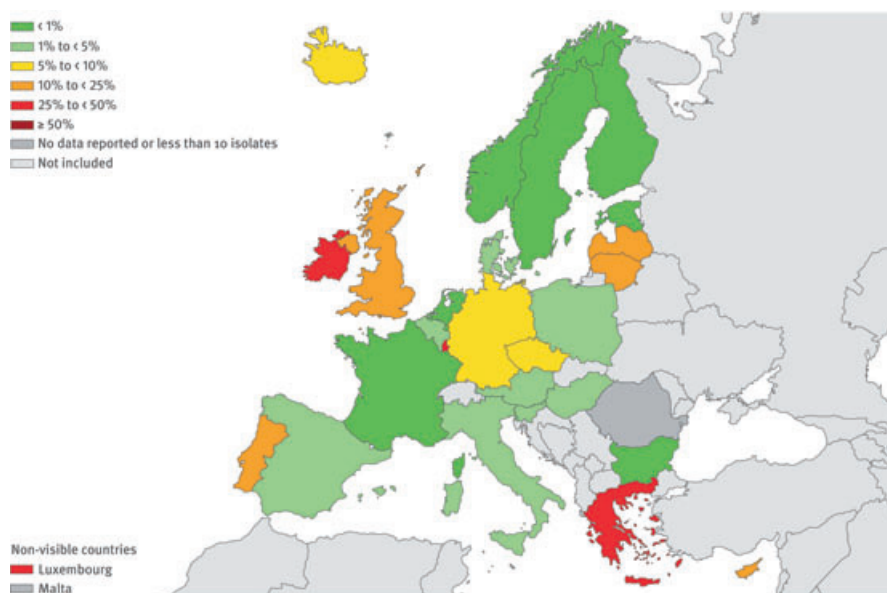 < 1%
1% to < 5%
5% to < 10%
10% to < 25%
25% to < 50%
≥ 50%
No data reported or less than 10 isolates
Not included
Non-visible countries
Luxembourg
Malta